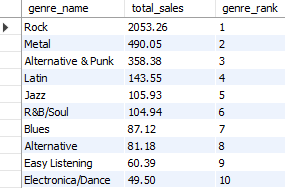 genre_name total_sales genre_rank
Rock 2053.26 1
Metal 490.05 2
Alternative & Punk 358.38 3
Latin 143.55 4
Jazz 105.93 5
R&B/Soul 104.94 6
Blues 87.12 7
Alternative 81.18 8
Easy Listening 60.39 9
Electronica/Dance 49.50 10